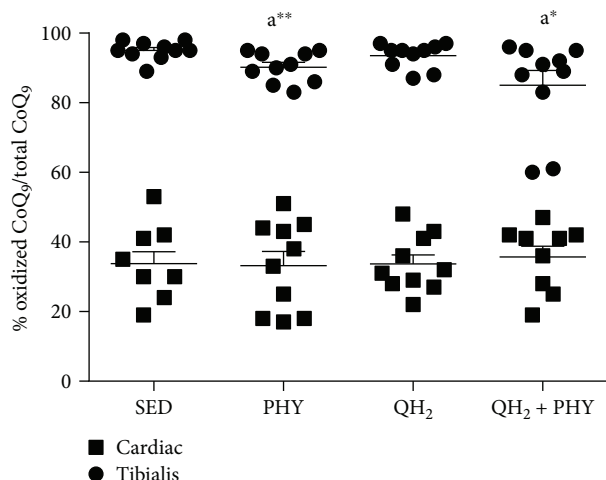 a**
a*
% oxidized CoQ₉/total CoQ₉
100
80
60
40
20
0
SED PHY QH₂ QH₂ + PHY
Cardiac
Tibialis